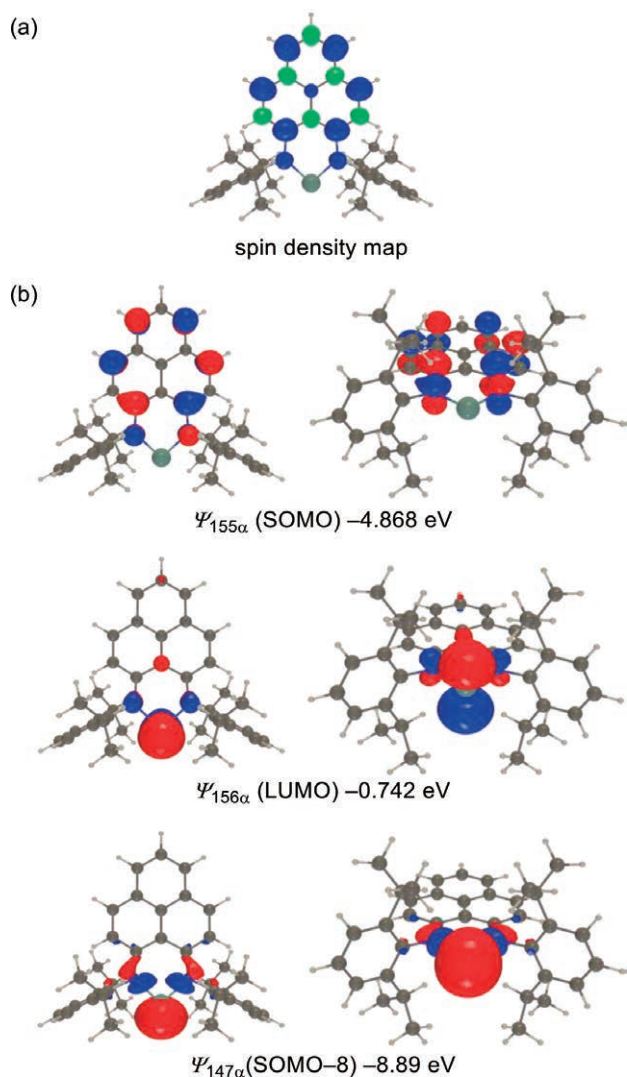 (a)
spin density map
(b)
Ψ155α (SOMO) –4.868 eV
Ψ156α (LUMO) –0.742 eV
Ψ147α(SOMO–8) –8.89 eV